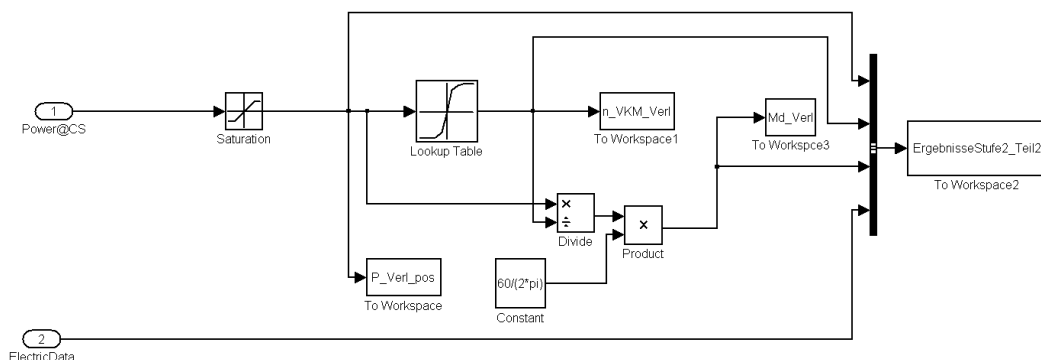 1
Power@CS
Saturation
Lookup Table
n_VKM_Verl
To Workspace1
Md_Verl
To Workspce3
ErgebnisseStufe2_Teil2
To Workspace2
×
÷
Divide
×
Product
P_Verl_pos
To Workspace
60/(2*pi)
Constant
2
ElectricData